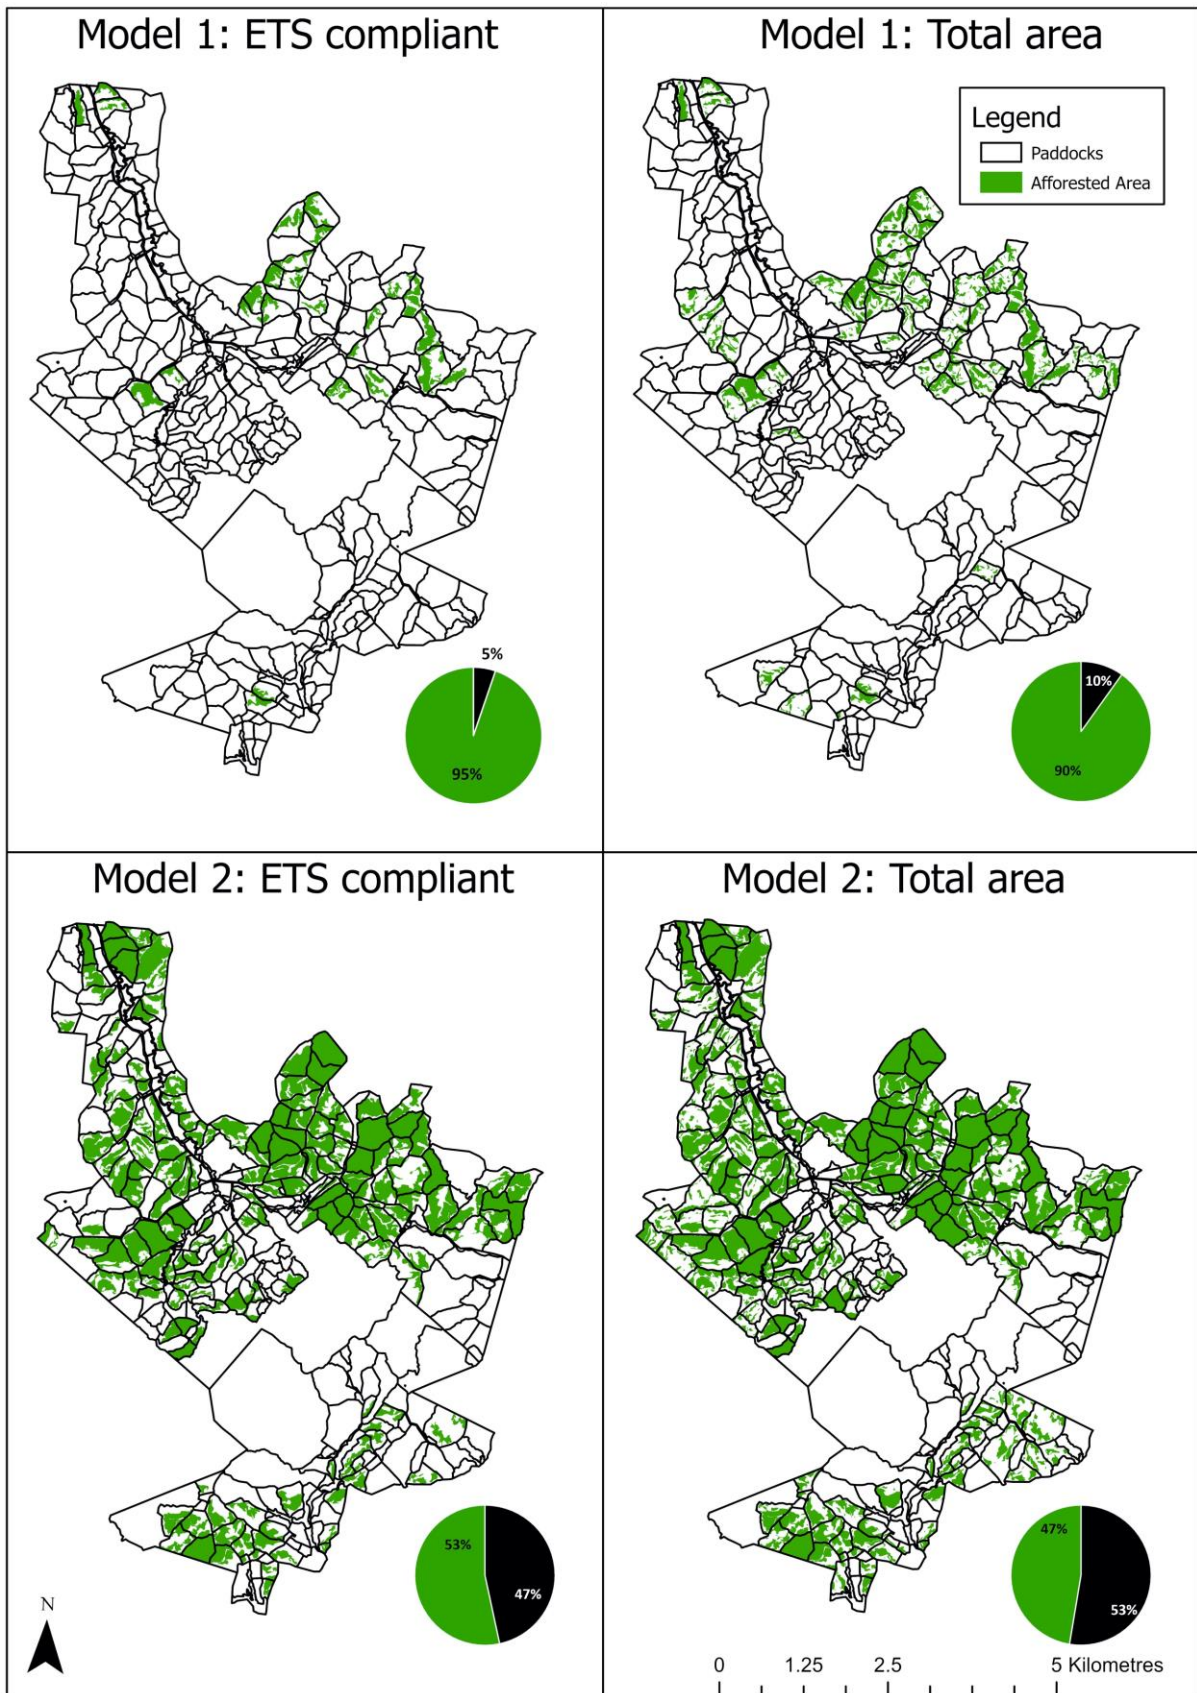 Model 1: ETS compliant
Model 1: Total area
Legend
Paddocks
Afforested Area
5%
95%
10%
90%
Model 2: ETS compliant
Model 2: Total area
53%
47%
47%
53%
N
0 1.25 2.5 5 Kilometres